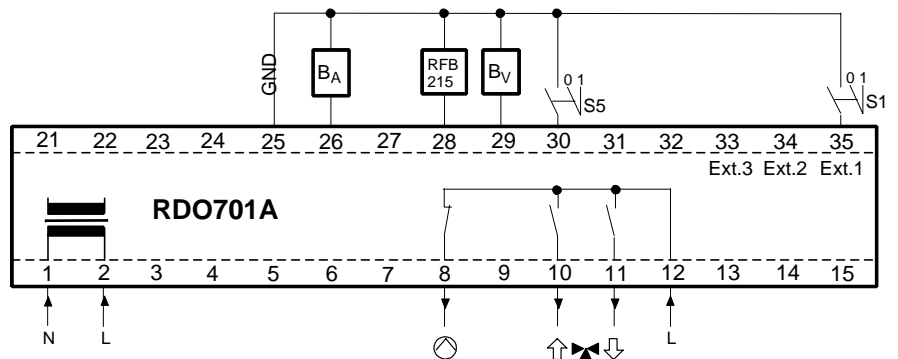 GND
BA
RFB
215
BV
0 1
S5
0 1
S1
21 22 23 24 25 26 27 28 29 30 31 32 33 34 35
Ext.3 Ext.2 Ext.1
RDO701A
1 2 3 4 5 6 7 8 9 10 11 12 13 14 15
N L L